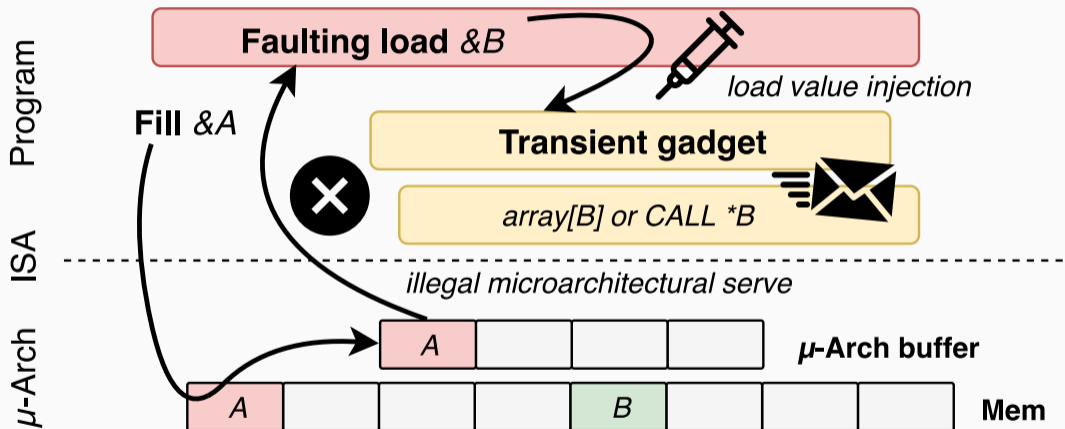 Program
Faulting load &B
load value injection
Fill &A
Transient gadget
array[B] or CALL *B
ISA
illegal microarchitectural serve
μ-Arch
A
μ-Arch buffer
A
B
Mem